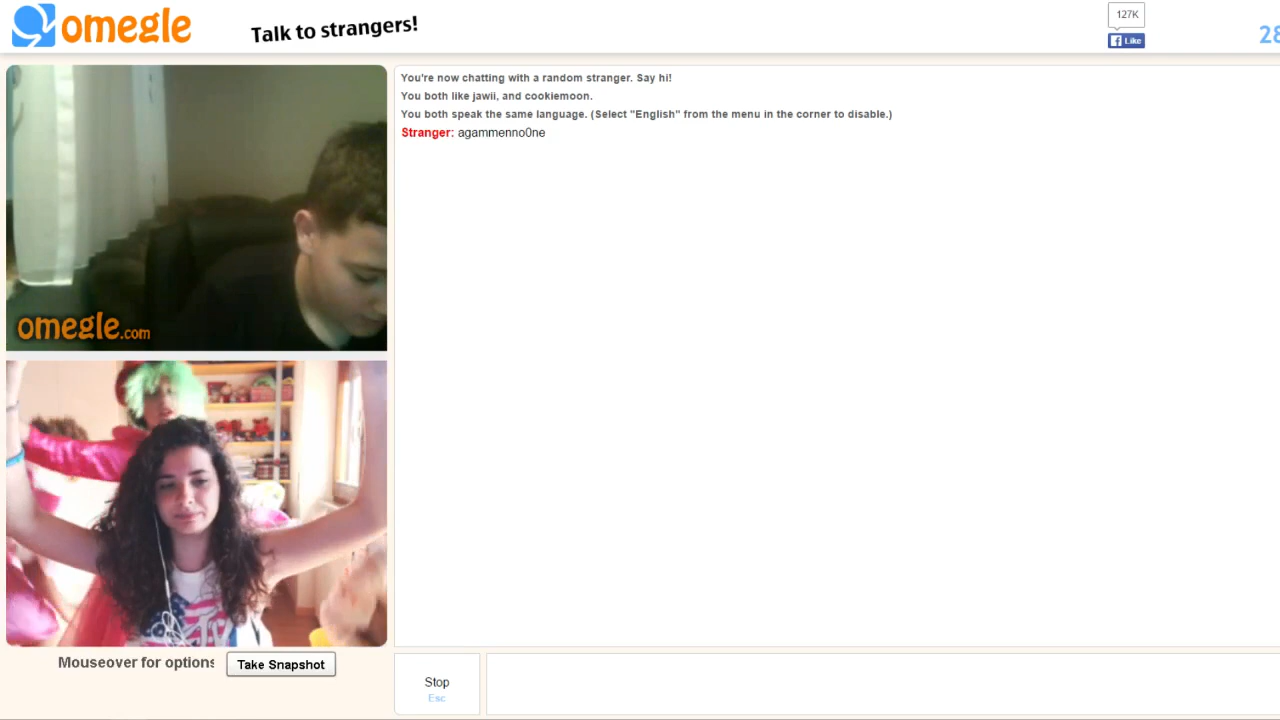 omegle
Talk to strangers!
127K
Like
28
You're now chatting with a random stranger. Say hi!
You both like jawii, and cookiemoon.
You both speak the same language. (Select "English" from the menu in the corner to disable.)
Stranger: agammenno0ne
omegle.com
Mouseover for options
Take Snapshot
Stop
Esc